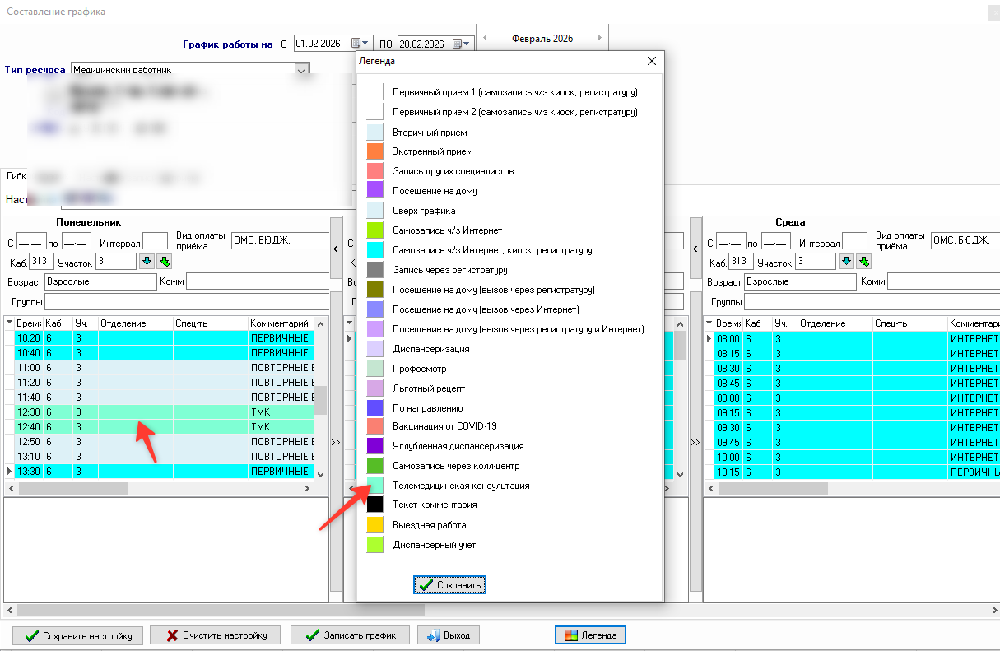 Составление графика
График работы на С 01.02.2026 ПО 28.02.2026
Февраль 2026
Тип ресурса Медицинский работник
Гибк
Наст
Легенда
Первичный прием 1 (самозапись ч/з киоск, регистратуру)
Первичный прием 2 (самозапись ч/з киоск, регистратуру)
Вторичный прием
Экстренный прием
Запись других специалистов
Посещение на дому
Сверх графика
Самозапись ч/з Интернет
Самозапись ч/з Интернет, киоск, регистратуру
Запись через регистратуру
Посещение на дому (вызов через регистратуру)
Посещение на дому (вызов через Интернет)
Посещение на дому (вызов через регистратуру и Интернет)
Диспансеризация
Профосмотр
Льготный рецепт
По направлению
Вакцинация от COVID-19
Углубленная диспансеризация
Самозапись через колл-центр
Телемедицинская консультация
Текст комментария
Выездная работа
Диспансерный учет
Сохранить
Понедельник
С __:__ по __:__ Интервал Вид оплаты приёма ОМС, БЮДЖ.
Каб. 313 Участок 3
Возраст Взрослые Комм
Группы
Время Каб Уч. Отделение Спец-ть Комментарий
10:20 6 3 ПЕРВИЧНЫЕ
10:40 6 3 ПЕРВИЧНЫЕ
11:00 6 3 ПОВТОРНЫЕ В
11:20 6 3 ПОВТОРНЫЕ В
11:40 6 3 ПОВТОРНЫЕ В
12:30 6 3 ТМК
12:40 6 3 ТМК
12:50 6 3 ПОВТОРНЫЕ В
13:10 6 3 ПОВТОРНЫЕ В
13:30 6 3 ПЕРВИЧНЫЕ
Среда
С __:__ по __:__ Интервал Вид оплаты приёма ОМС, БЮДЖ.
Каб. 313 Участок 3
Возраст Взрослые Комм
Группы
Время Каб Уч. Отделение Спец-ть Комментари
08:00 6 3 ИНТЕРНЕТ
08:15 6 3 ИНТЕРНЕТ
08:30 6 3 ИНТЕРНЕТ
08:45 6 3 ИНТЕРНЕТ
09:00 6 3 ИНТЕРНЕТ
09:15 6 3 ИНТЕРНЕТ
09:30 6 3 ИНТЕРНЕТ
09:45 6 3 ИНТЕРНЕТ
10:00 6 3 ИНТЕРНЕТ
10:15 6 3 ПЕРВИЧНЫ
Сохранить настройку Очистить настройку Записать график Выход Легенда